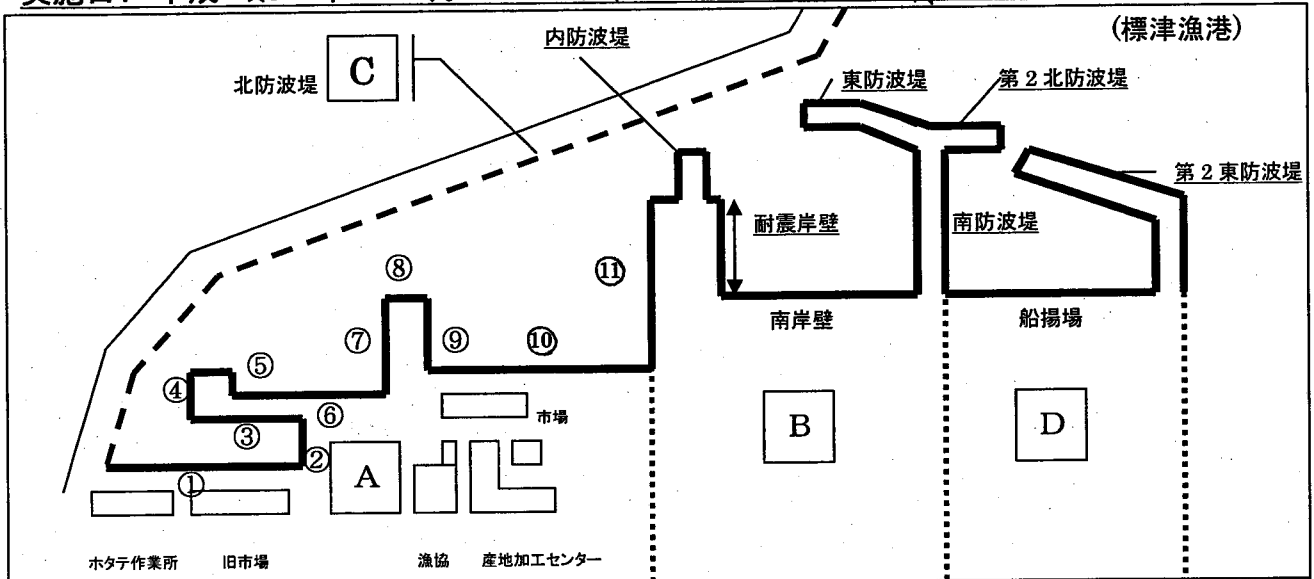 (標津漁港)
内防波堤
北防波堤
C
東防波堤
第2北防波堤
第2東防波堤
耐震岸壁
南防波堤
⑧
⑪
南岸壁
船揚場
⑦
⑨
⑩
⑤
④
⑥
市場
③
②
A
B
D
①
ホタテ作業所
旧市場
漁協
産地加工センター